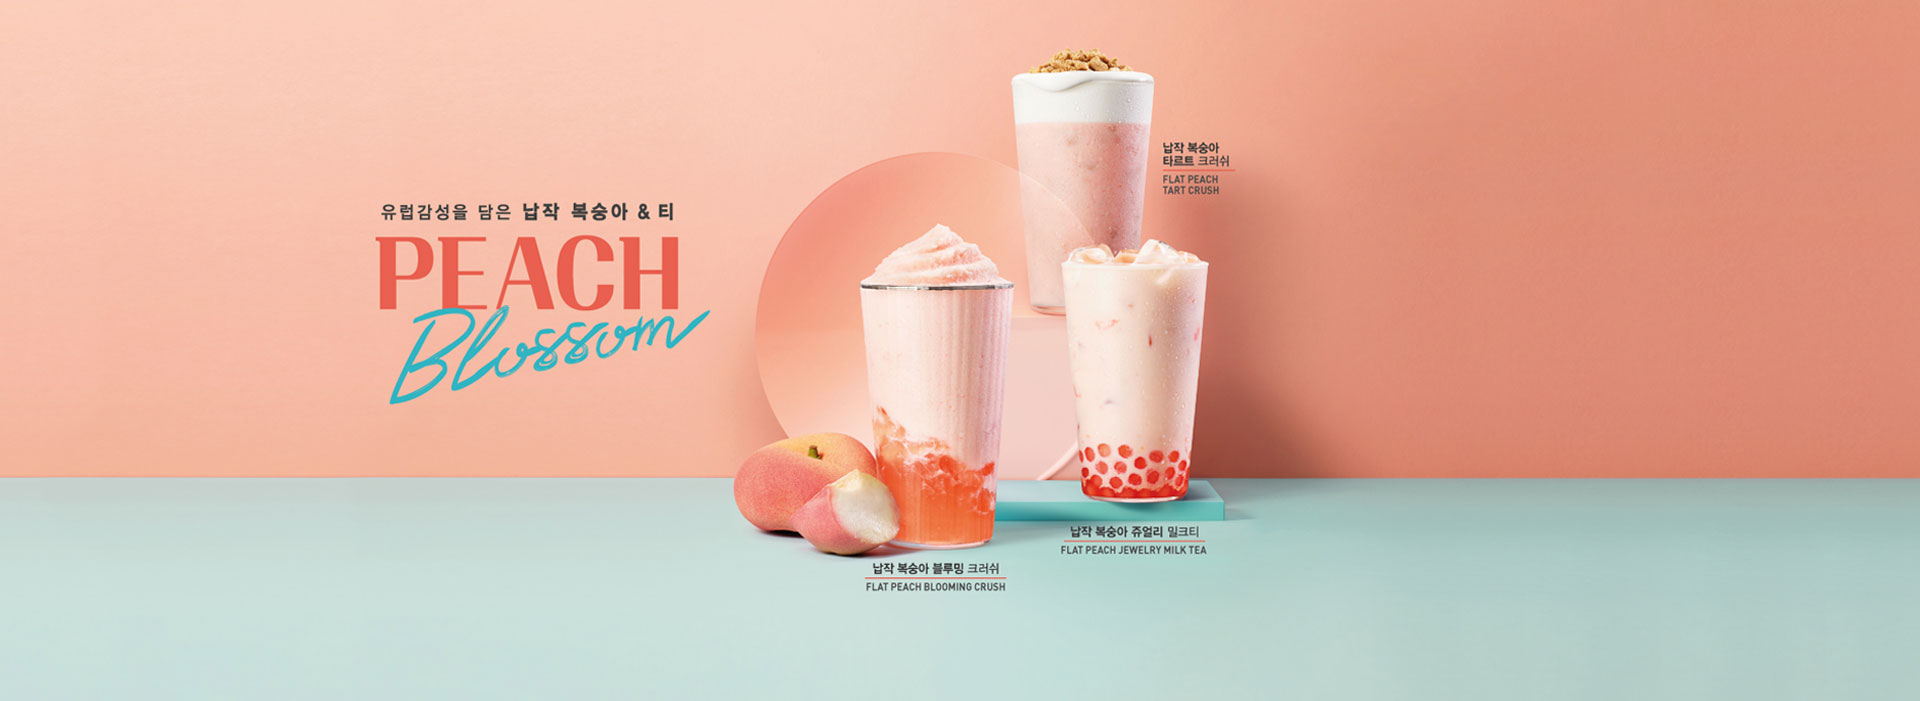 유럽감성을 담은 납작 복숭아 & 티
PEACH
Blossom
납작 복숭아
타르트 크러쉬
FLAT PEACH
TART CRUSH
납작 복숭아 쥬얼리 밀크티
FLAT PEACH JEWELRY MILK TEA
납작 복숭아 블루밍 크러쉬
FLAT PEACH BLOOMING CRUSH